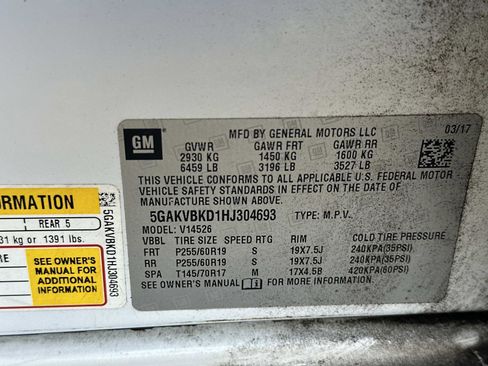 GM
MFD BY GENERAL MOTORS LLC
03/17
GVWR GAWR FRT GAWR RR
2930 KG 1450 KG 1600 KG
6459 LB 3196 LB 3527 LB
THIS VEHICLE CONFORMS TO ALL APPLICABLE U.S. FEDERAL MOTOR
VEHICLE SAFETY, BUMPER, AND THEFT PREVENTION STANDARDS IN
EFFECT ON THE DATE OF MANUFACTURE SHOWN ABOVE.
5GAKVBKD1HJ304693 TYPE: M.P.V.
MODEL: V14526
VBBL TIRE SIZE SPEED RTG RIM COLD TIRE PRESSURE
FRT P255/60R19 S 19X7.5J 240KPA(35PSI)
RR P255/60R19 S 19X7.5J 240KPA(35PSI)
SPA T145/70R17 M 17X4.5B 420KPA(60PSI)
SEE OWNER'S MANUAL FOR MORE INFORMATION.
ORMATION
REAR 5
31 kg or 1391 lbs.
SEE OWNER'S
MANUAL FOR
ADDITIONAL
INFORMATION
5GAKVBKD1HJ304693